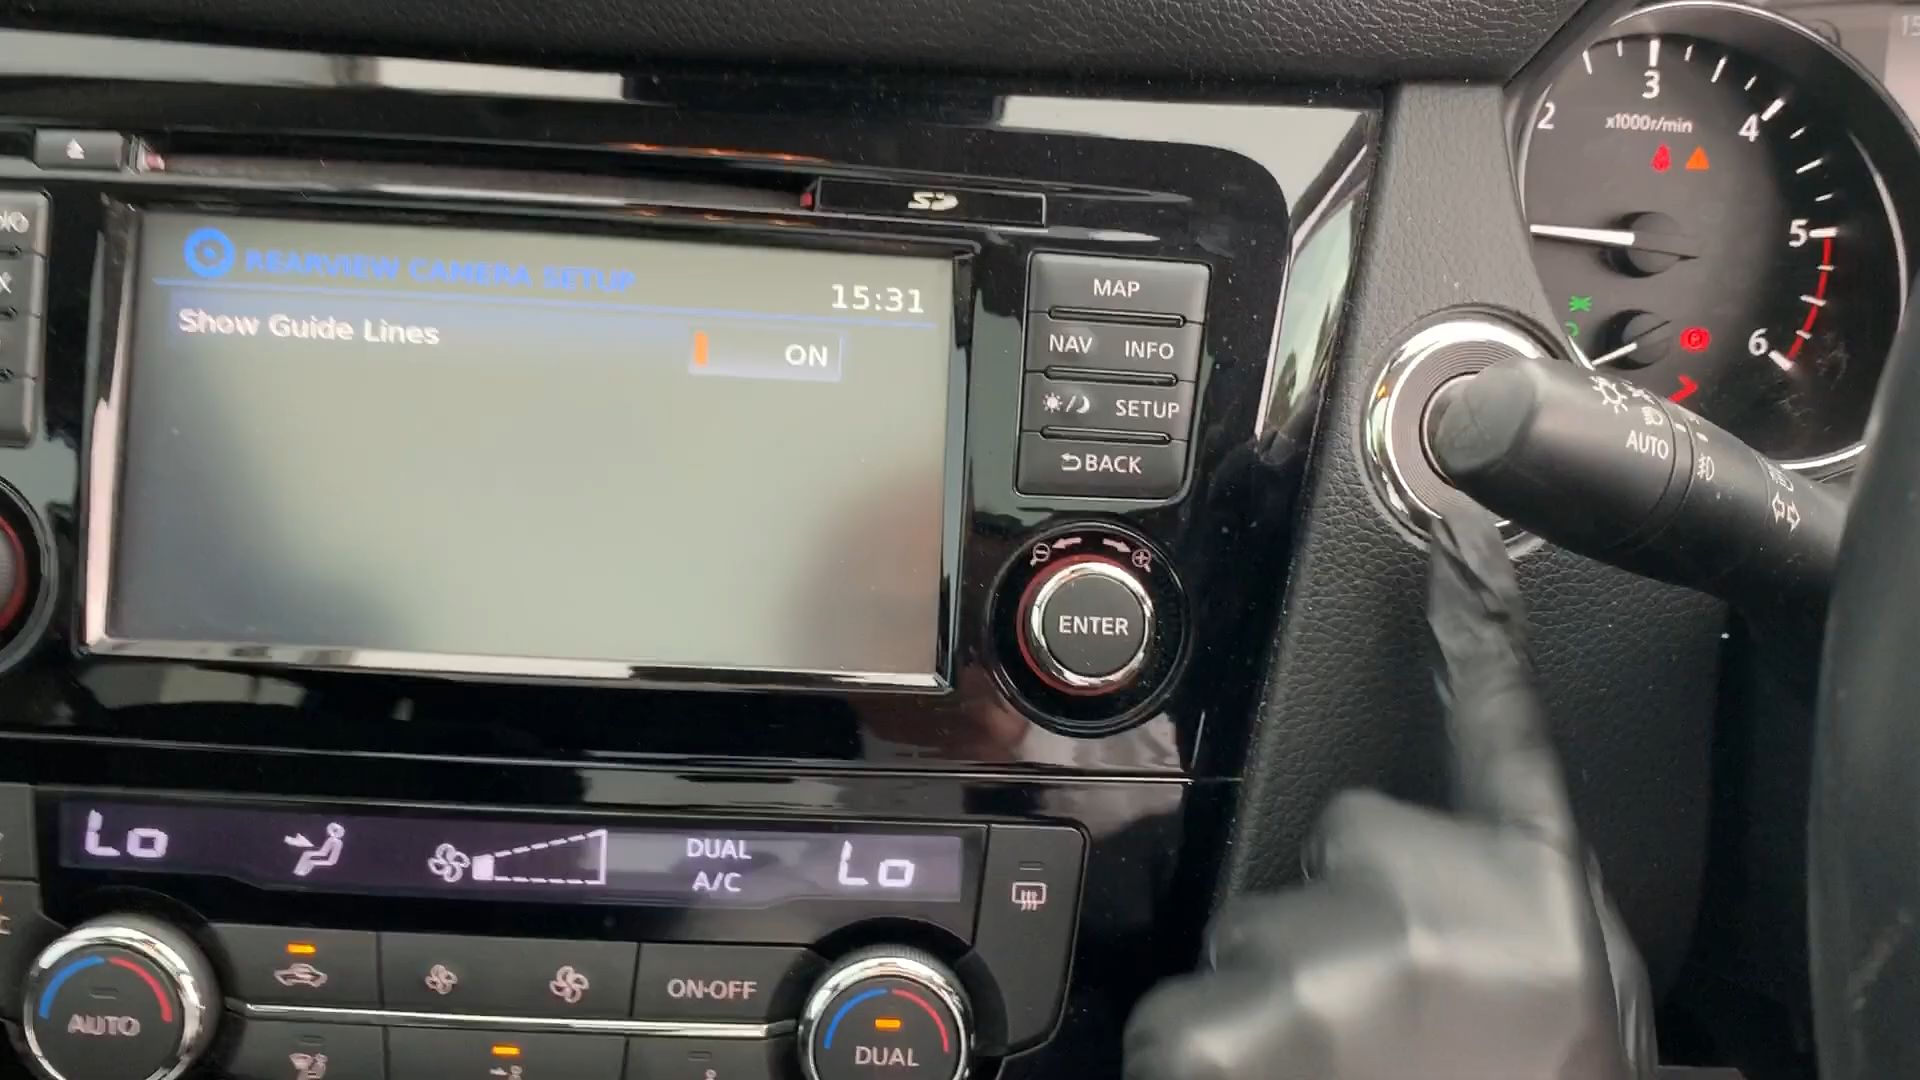 REARVIEW CAMERA SETUP
15:31
Show Guide Lines
ON
MAP
NAV INFO
SETUP
BACK
ENTER
2
3
x1000r/min
4
5
6
AUTO
Lo
DUAL
A/C
Lo
AUTO
ON·OFF
DUAL